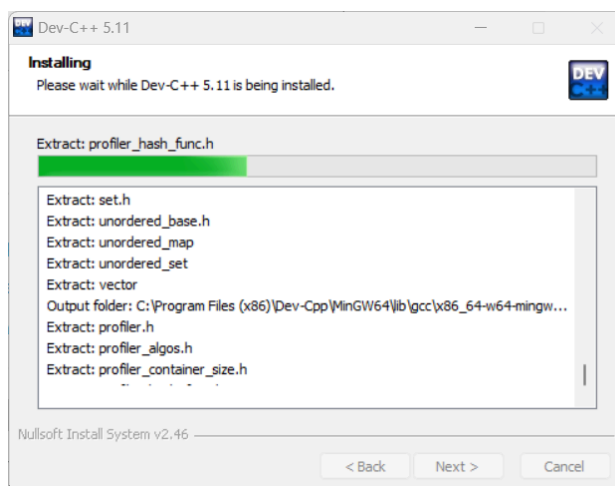 Dev-C++ 5.11
Installing
Please wait while Dev-C++ 5.11 is being installed.
DEV
C++
Extract: profiler_hash_func.h
Extract: set.h
Extract: unordered_base.h
Extract: unordered_map
Extract: unordered_set
Extract: vector
Output folder: C:\Program Files (x86)\Dev-Cpp\MinGW64\lib\gcc\x86_64-w64-mingw...
Extract: profiler.h
Extract: profiler_algos.h
Extract: profiler_container_size.h
Nullsoft Install System v2.46
< Back Next > Cancel